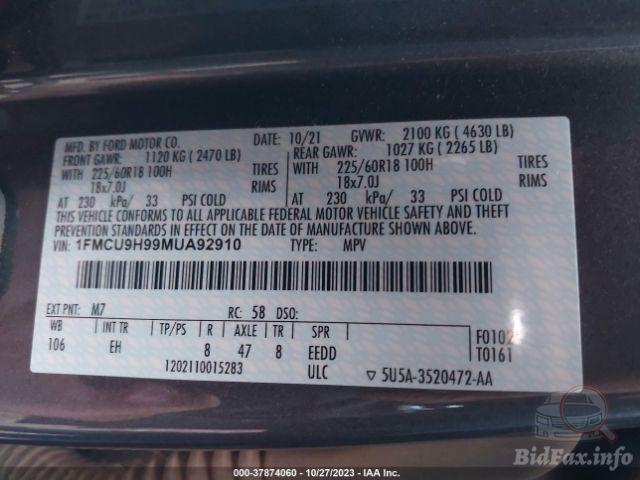 MFD. BY FORD MOTOR CO.
DATE: 10/21 GVWR: 2100 KG ( 4630 LB)
FRONT GAWR: 1120 KG ( 2470 LB)
REAR GAWR: 1027 KG ( 2265 LB)
WITH 225/60R18 100H TIRES
WITH 225/60R18 100H TIRES
18x7.0J RIMS
18x7.0J RIMS
AT 230 kPa/ 33 PSI COLD
AT 230 kPa/ 33 PSI COLD
THIS VEHICLE CONFORMS TO ALL APPLICABLE FEDERAL MOTOR VEHICLE SAFETY AND THEFT
PREVENTION STANDARDS IN EFFECT ON THE DATE OF MANUFACTURE SHOWN ABOVE.
VIN: 1FMCU9H99MUA92910 TYPE: MPV
EXT PNT: M7 RC: 58 DSO:
WB INT TR TP/PS R AXLE TR SPR
106 EH 8 47 8 EEDD
F0102
T0161
1202110015283 ULC ▽ 5U5A-3520472-AA
BidFax.info
000-37874060 - 10/27/2023 - IAA Inc.